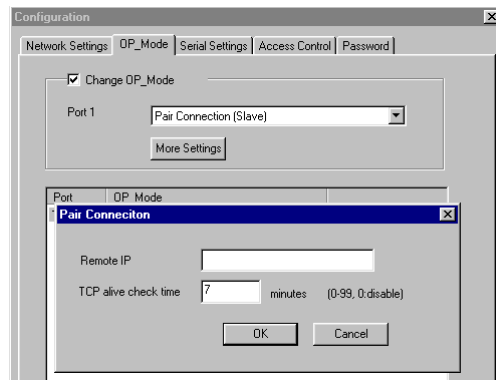 Configuration
Network Settings OP_Mode Serial Settings Access Control Password
Change OP_Mode
Port 1 Pair Connection (Slave)
More Settings
Port OP Mode
Pair Conneciton
Remote IP
TCP alive check time 7 minutes (0-99, 0:disable)
OK Cancel